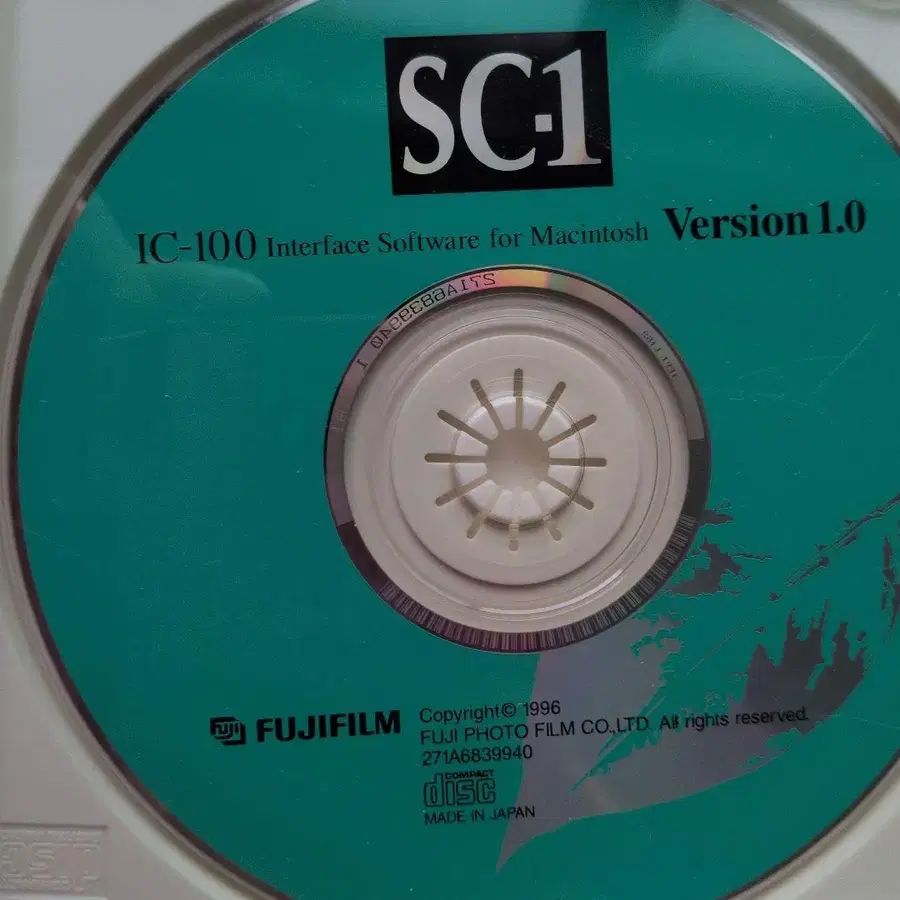 SC-1
IC-100 Interface Software for Macintosh Version 1.0
271A6839940 1
FUJI FUJIFILM
Copyright© 1996
FUJI PHOTO FILM CO.,LTD. All rights reserved.
271A6839940
COMPACT
disc
MADE IN JAPAN